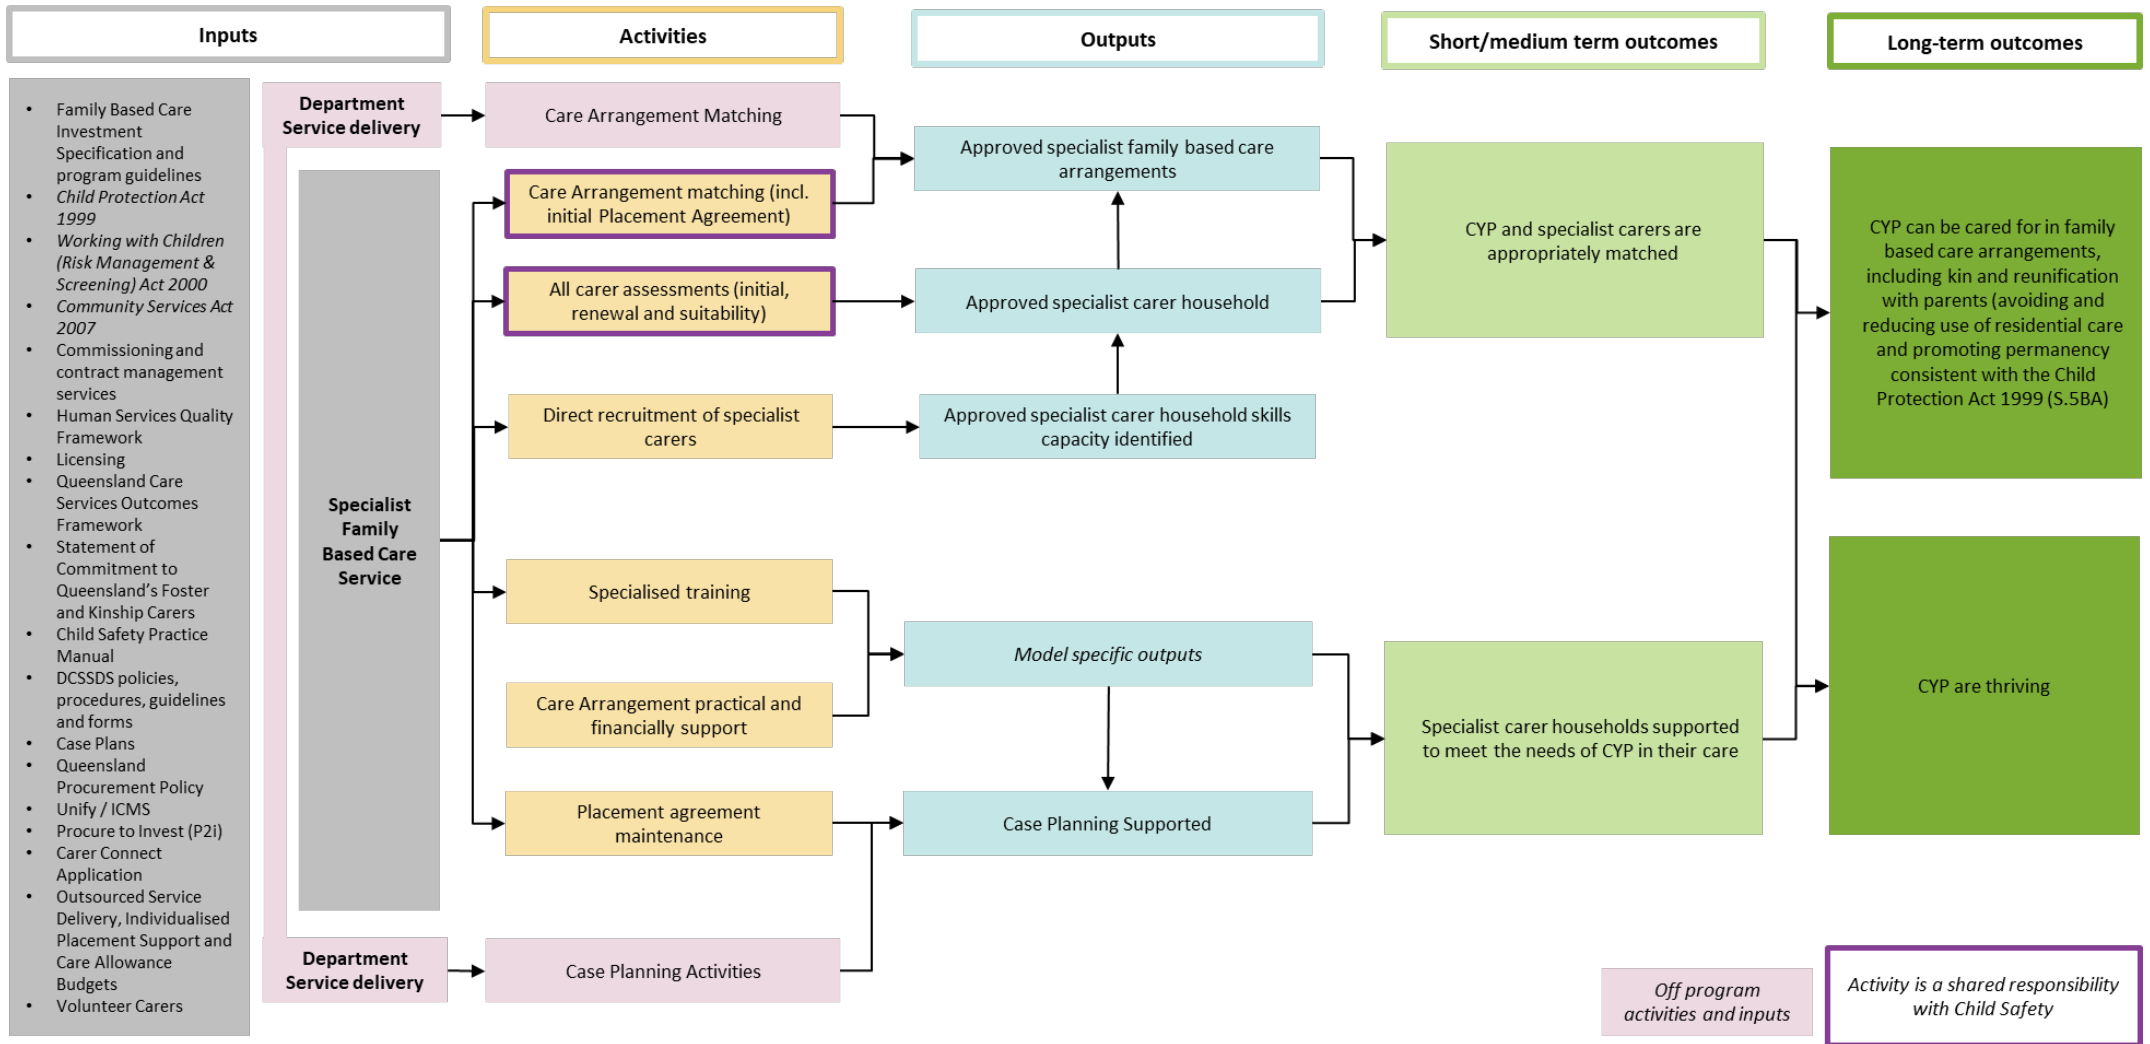 Inputs
Activities
Outputs
Short/medium term outcomes
Long-term outcomes
• Family Based Care
Investment
Specification and
program guidelines
• Child Protection Act
1999
• Working with Children
(Risk Management &
Screening) Act 2000
• Community Services Act
2007
• Commissioning and
contract management
services
• Human Services Quality
Framework
• Licensing
• Queensland Care
Services Outcomes
Framework
• Statement of
Commitment to
Queensland's Foster
and Kinship Carers
• Child Safety Practice
Manual
• DCSSDS policies,
procedures, guidelines
and forms
• Case Plans
• Queensland
Procurement Policy
• Unify / ICMS
• Procure to Invest (P2i)
• Carer Connect
Application
• Outsourced Service
Delivery, Individualised
Placement Support and
Care Allowance
Budgets
• Volunteer Carers
Department
Service delivery
Specialist
Family
Based Care
Service
Department
Service delivery
Care Arrangement Matching
Care Arrangement matching (incl.
initial Placement Agreement)
All carer assessments (initial,
renewal and suitability)
Direct recruitment of specialist
carers
Specialised training
Care Arrangement practical and
financially support
Placement agreement
maintenance
Case Planning Activities
Approved specialist family based care
arrangements
Approved specialist carer household
Approved specialist carer household skills
capacity identified
Model specific outputs
Case Planning Supported
CYP and specialist carers are
appropriately matched
Specialist carer households supported
to meet the needs of CYP in their care
CYP can be cared for in family
based care arrangements,
including kin and reunification
with parents (avoiding and
reducing use of residential care
and promoting permanency
consistent with the Child
Protection Act 1999 (S.5BA)
CYP are thriving
Off program
activities and inputs
Activity is a shared responsibility
with Child Safety